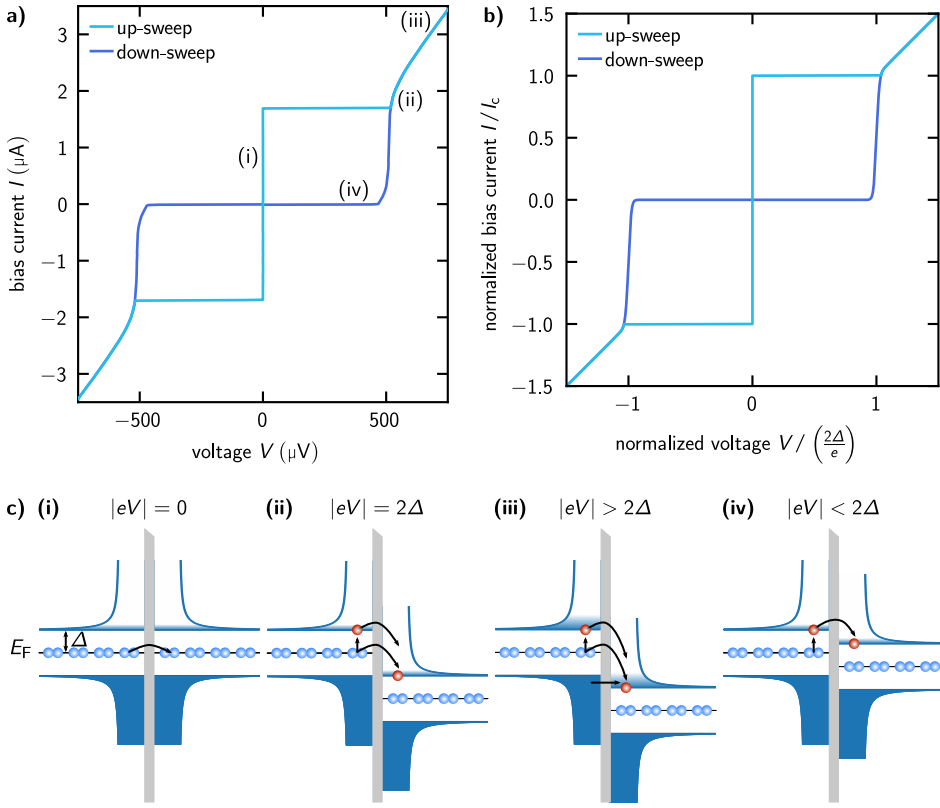 a)
up-sweep
down-sweep
(i)
(ii)
(iii)
(iv)
3
2
1
0
−1
−2
−3
bias current I (μA)
−500
0
500
voltage V (μV)
b)
up-sweep
down-sweep
1.5
1.0
0.5
0.0
−0.5
−1.0
−1.5
normalized bias current I / Ic
−1
0
1
normalized voltage V / (2Δ/e)
c) (i) |eV| = 0
(ii) |eV| = 2Δ
(iii) |eV| > 2Δ
(iv) |eV| < 2Δ
Δ
EF